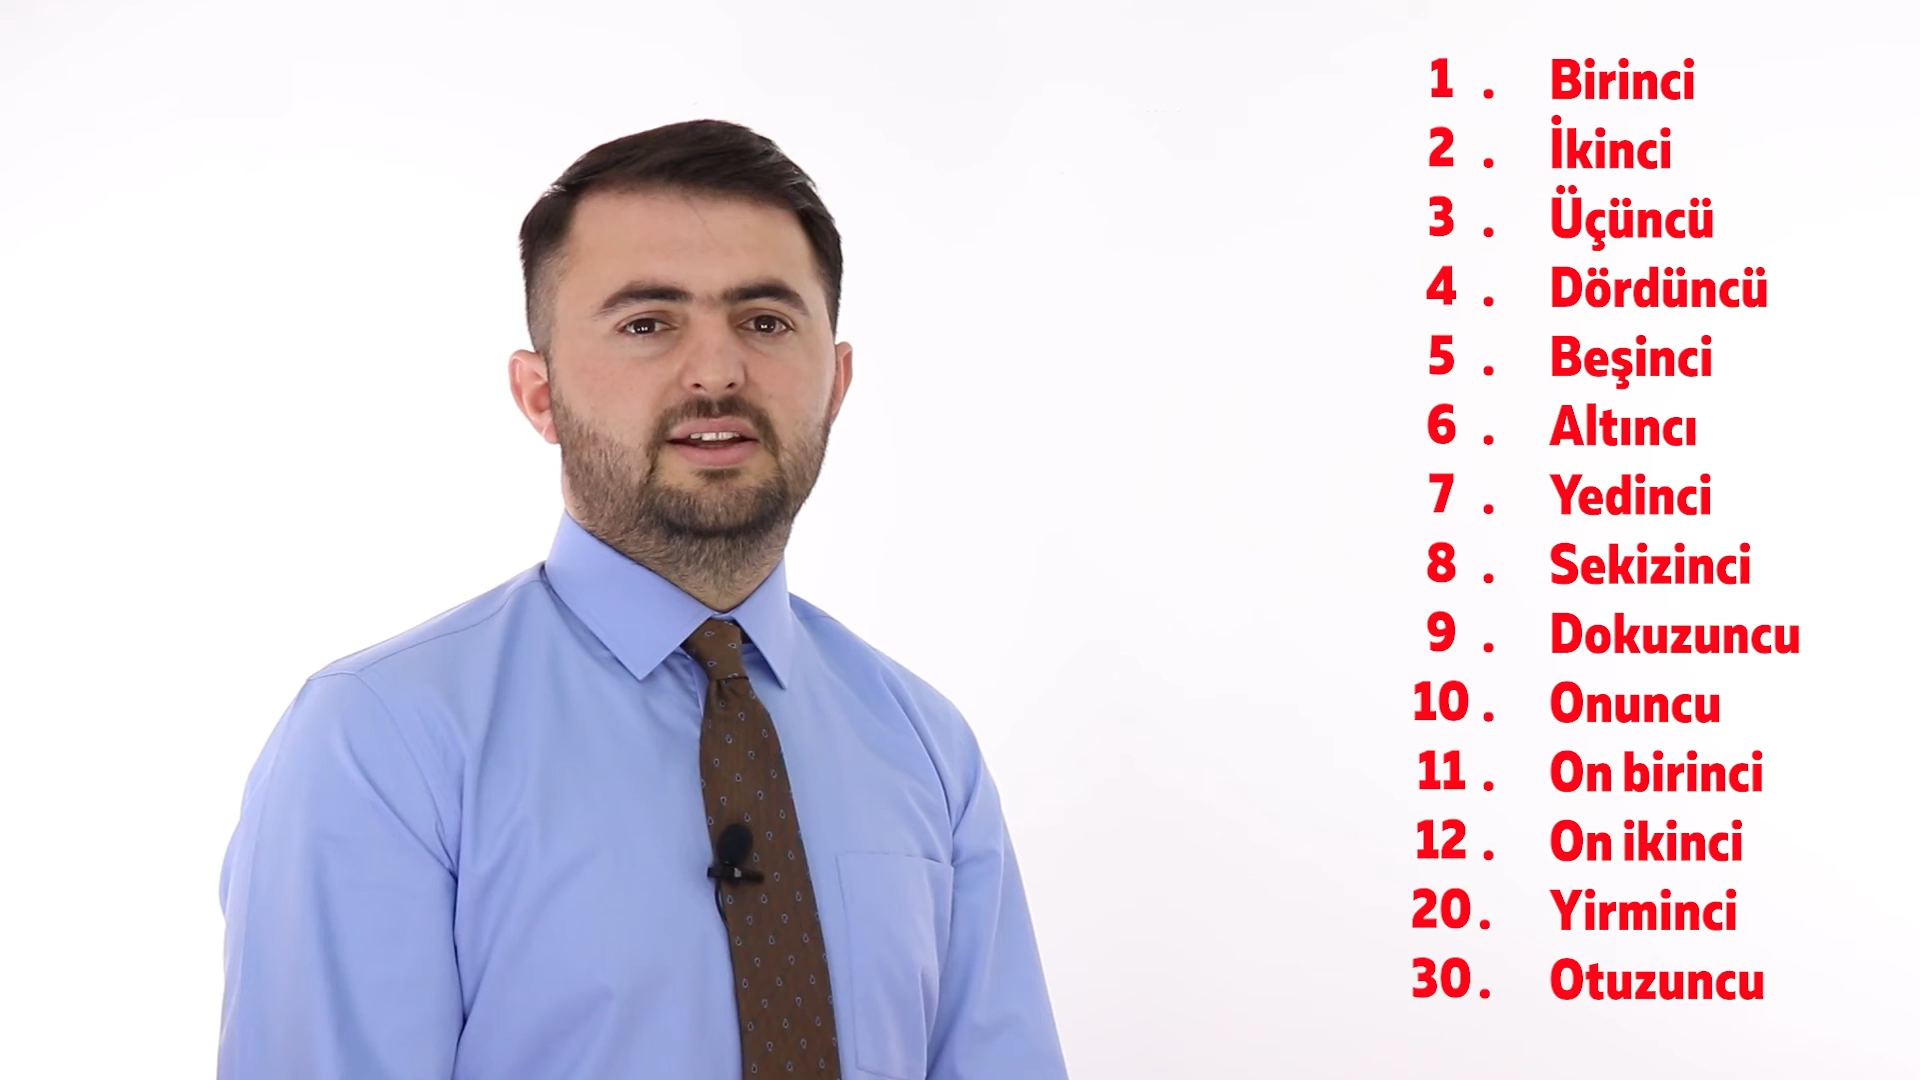 1 . Birinci
2 . İkinci
3 . Üçüncü
4 . Dördüncü
5 . Beşinci
6 . Altıncı
7 . Yedinci
8 . Sekizinci
9 . Dokuzuncu
10 . Onuncu
11 . On birinci
12 . On ikinci
20 . Yirminci
30 . Otuzuncu